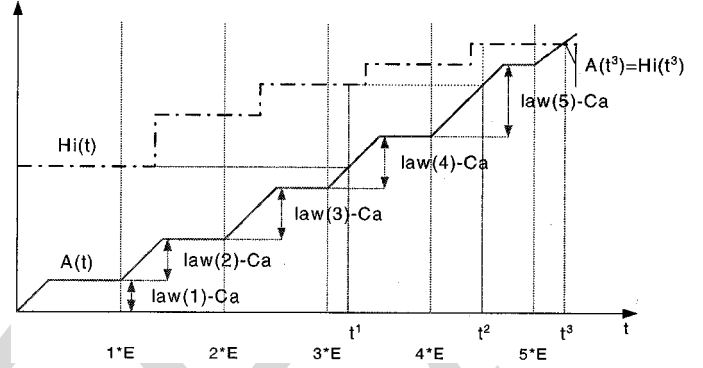 A(t³)=Hi(t³)
law(5)-Ca
Hi(t)
law(4)-Ca
law(3)-Ca
A(t)
law(2)-Ca
law(1)-Ca
t¹
t²
t³
t
1*E
2*E
3*E
4*E
5*E